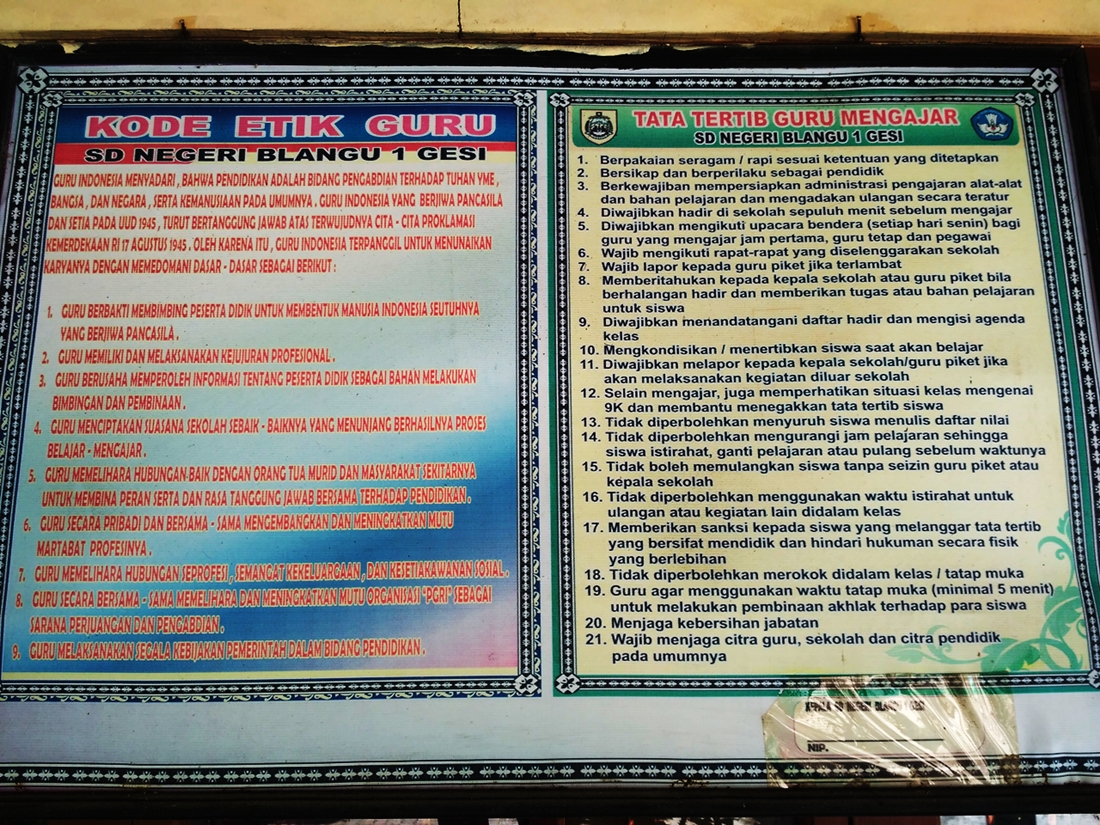 KODE ETIK GURU
SD NEGERI BLANGU 1 GESI
GURU INDONESIA MENYADARI , BAHWA PENDIDIKAN ADALAH BIDANG PENGABDIAN TERHADAP TUHAN YME ,
BANGSA , DAN NEGARA , SERTA KEMANUSIAAN PADA UMUMNYA . GURU INDONESIA YANG BERJIWA PANCASILA
DAN SETIA PADA UUD 1945 , TURUT BERTANGGUNG JAWAB ATAS TERWUJUDNYA CITA - CITA PROKLAMASI
KEMERDEKAAN RI 17 AGUSTUS 1945 . OLEH KARENA ITU , GURU INDONESIA TERPANGGIL UNTUK MENUNAIKAN
KARYANYA DENGAN MEMEDOMANI DASAR - DASAR SEBAGAI BERIKUT :
1. GURU BERBAKTI MEMBIMBING PESERTA DIDIK UNTUK MEMBENTUK MANUSIA INDONESIA SEUTUHNYA
YANG BERJIWA PANCASILA .
2. GURU MEMILIKI DAN MELAKSANAKAN KEJUJURAN PROFESIONAL .
3. GURU BERUSAHA MEMPEROLEH INFORMASI TENTANG PESERTA DIDIK SEBAGAI BAHAN MELAKUKAN
BIMBINGAN DAN PEMBINAAN .
4. GURU MENCIPTAKAN SUASANA SEKOLAH SEBAIK - BAIKNYA YANG MENUNJANG BERHASILNYA PROSES
BELAJAR - MENGAJAR .
5. GURU MEMELIHARA HUBUNGAN BAIK DENGAN ORANG TUA MURID DAN MASYARAKAT SEKITARNYA
UNTUK MEMBINA PERAN SERTA DAN RASA TANGGUNG JAWAB BERSAMA TERHADAP PENDIDIKAN .
6. GURU SECARA PRIBADI DAN BERSAMA - SAMA MENGEMBANGKAN DAN MENINGKATKAN MUTU
MARTABAT PROFESINYA .
7. GURU MEMELIHARA HUBUNGAN SEPROFESI , SEMANGAT KEKELUARGAAN , DAN KESETIAKAWANAN SOSIAL .
8. GURU SECARA BERSAMA - SAMA MEMELIHARA DAN MENINGKATKAN MUTU ORGANISASI "PGRI" SEBAGAI
SARANA PERJUANGAN DAN PENGABDIAN .
9. GURU MELAKSANAKAN SEGALA KEBIJAKAN PEMERINTAH DALAM BIDANG PENDIDIKAN .
TATA TERTIB GURU MENGAJAR
SD NEGERI BLANGU 1 GESI
1. Berpakaian seragam / rapi sesuai ketentuan yang ditetapkan
2. Bersikap dan berperilaku sebagai pendidik
3. Berkewajiban mempersiapkan administrasi pengajaran alat-alat
dan bahan pelajaran dan mengadakan ulangan secara teratur
4. Diwajibkan hadir di sekolah sepuluh menit sebelum mengajar
5. Diwajibkan mengikuti upacara bendera (setiap hari senin) bagi
guru yang mengajar jam pertama, guru tetap dan pegawai
6. Wajib mengikuti rapat-rapat yang diselenggarakan sekolah
7. Wajib lapor kepada guru piket jika terlambat
8. Memberitahukan kepada kepala sekolah atau guru piket bila
berhalangan hadir dan memberikan tugas atau bahan pelajaran
untuk siswa
9. Diwajibkan menandatangani daftar hadir dan mengisi agenda
kelas
10. Mengkondisikan / menertibkan siswa saat akan belajar
11. Diwajibkan melapor kepada kepala sekolah/guru piket jika
akan melaksanakan kegiatan diluar sekolah
12. Selain mengajar, juga memperhatikan situasi kelas mengenai
9K dan membantu menegakkan tata tertib siswa
13. Tidak diperbolehkan menyuruh siswa menulis daftar nilai
14. Tidak diperbolehkan mengurangi jam pelajaran sehingga
siswa istirahat, ganti pelajaran atau pulang sebelum waktunya
15. Tidak boleh memulangkan siswa tanpa seizin guru piket atau
kepala sekolah
16. Tidak diperbolehkan menggunakan waktu istirahat untuk
ulangan atau kegiatan lain didalam kelas
17. Memberikan sanksi kepada siswa yang melanggar tata tertib
yang bersifat mendidik dan hindari hukuman secara fisik
yang berlebihan
18. Tidak diperbolehkan merokok didalam kelas / tatap muka
19. Guru agar menggunakan waktu tatap muka (minimal 5 menit)
untuk melakukan pembinaan akhlak terhadap para siswa
20. Menjaga kebersihan jabatan
21. Wajib menjaga citra guru, sekolah dan citra pendidik
pada umumnya
KEPALA SD NEGERI BLANGU 1 GESI
NIP.